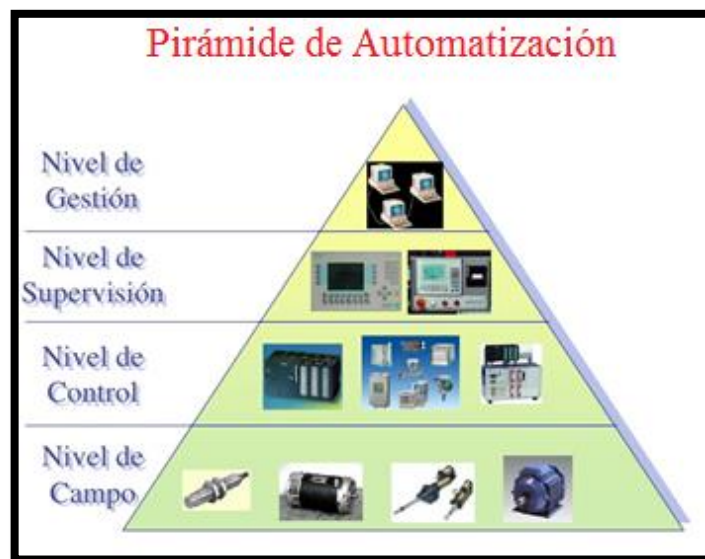 Pirámide de Automatización
Nivel de
Gestión
Nivel de
Supervisión
Nivel de
Control
Nivel de
Campo